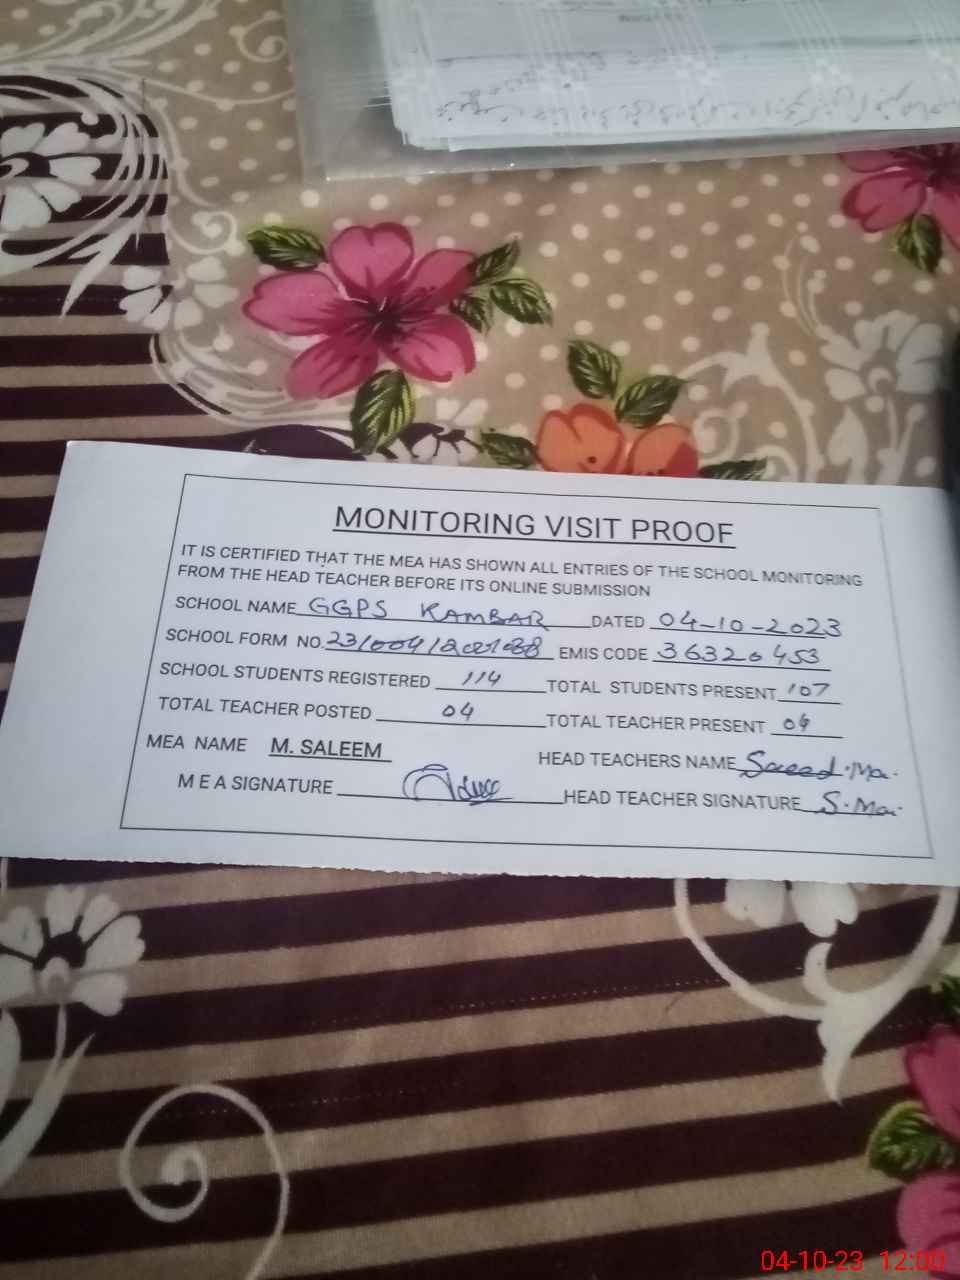 MONITORING VISIT PROOF
IT IS CERTIFIED THAT THE MEA HAS SHOWN ALL ENTRIES OF THE SCHOOL MONITORING
FROM THE HEAD TEACHER BEFORE ITS ONLINE SUBMISSION
SCHOOL NAME GGPS KAMBAR DATED 04-10-2023
SCHOOL FORM NO. EMIS CODE 36320453
SCHOOL STUDENTS REGISTERED 114 TOTAL STUDENTS PRESENT 107
TOTAL TEACHER POSTED 04 TOTAL TEACHER PRESENT 04
MEA NAME M. SALEEM HEAD TEACHERS NAME Saeed.Ma.
M E A SIGNATURE HEAD TEACHER SIGNATURE S.Ma.
04-10-23 12:00